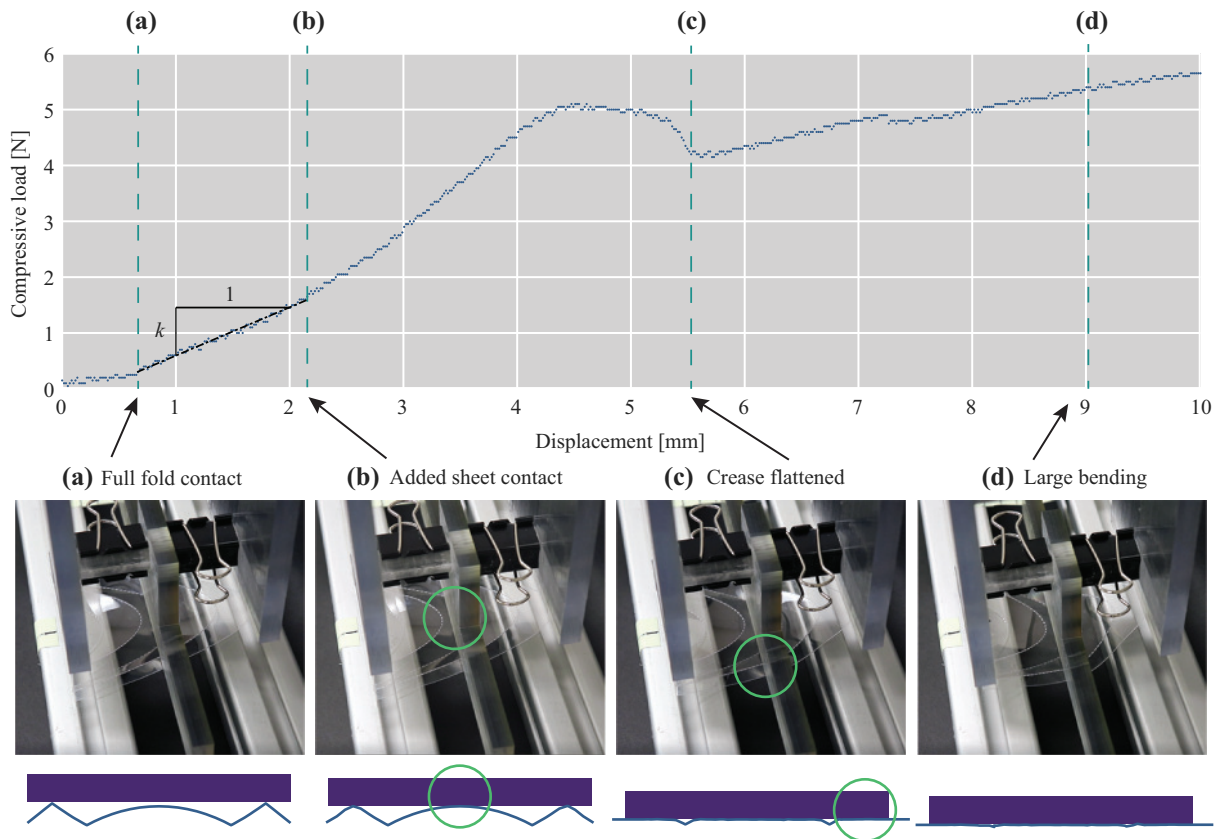 (a) (b) (c) (d)
6
5
4
3
2
1
0
Compressive load [N]
1
k
0 1 2 3 4 5 6 7 8 9 10
Displacement [mm]
(a) Full fold contact (b) Added sheet contact (c) Crease flattened (d) Large bending